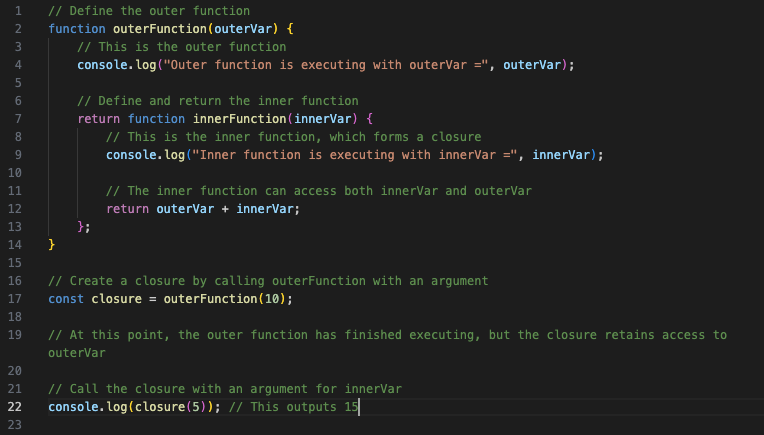 1 // Define the outer function
2 function outerFunction(outerVar) {
3     // This is the outer function
4     console.log("Outer function is executing with outerVar =", outerVar);
5
6     // Define and return the inner function
7     return function innerFunction(innerVar) {
8         // This is the inner function, which forms a closure
9         console.log("Inner function is executing with innerVar =", innerVar);
10
11         // The inner function can access both innerVar and outerVar
12         return outerVar + innerVar;
13     };
14 }
15
16 // Create a closure by calling outerFunction with an argument
17 const closure = outerFunction(10);
18
19 // At this point, the outer function has finished executing, but the closure retains access to
outerVar
20
21 // Call the closure with an argument for innerVar
22 console.log(closure(5)); // This outputs 15
23